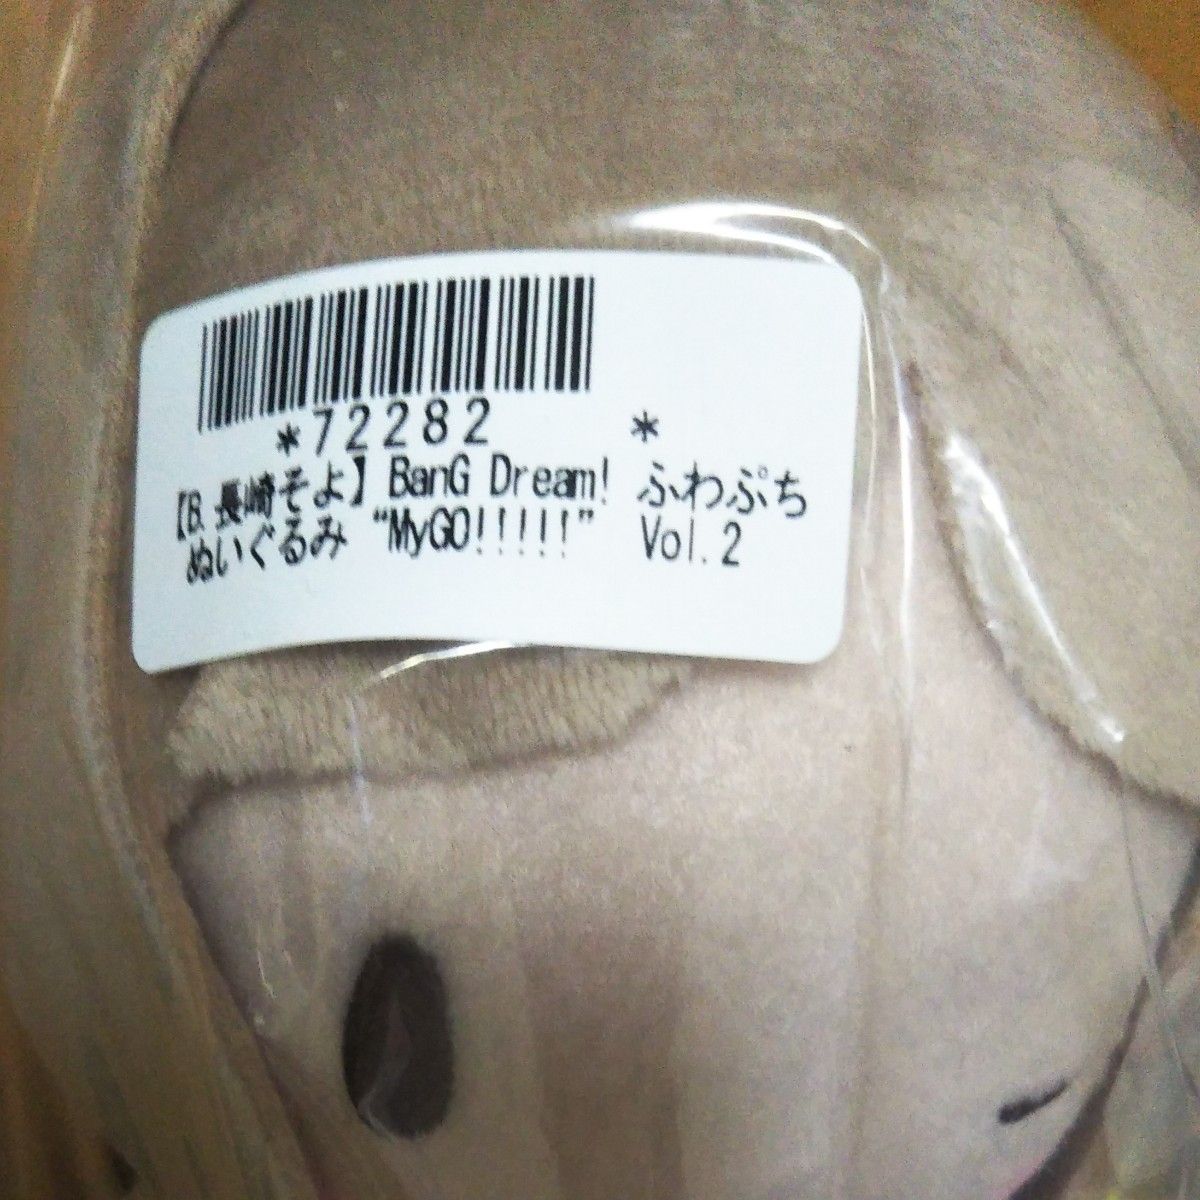 *72282 *
【B.長崎そよ】BanG Dream! ふわぷち
ぬいぐるみ “MyGO!!!!!” Vol.2